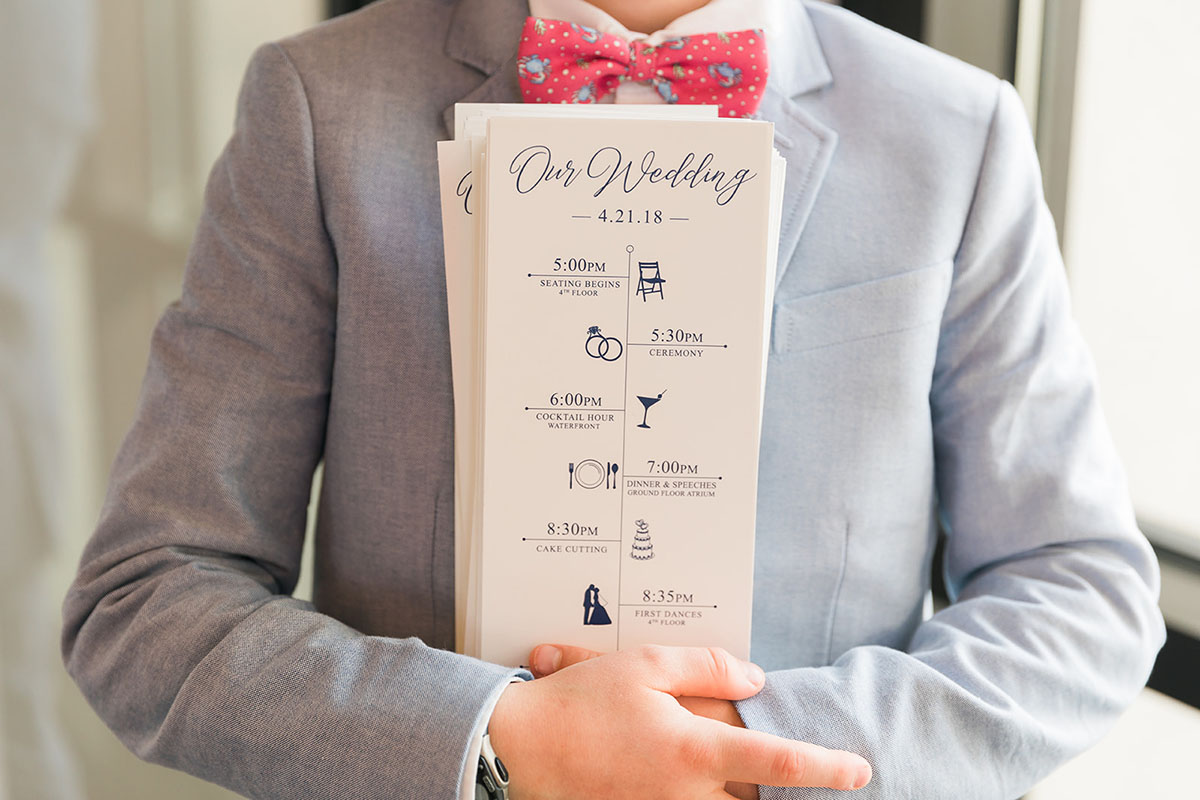 Our Wedding
— 4.21.18 —
5:00PM
SEATING BEGINS
4TH FLOOR
5:30PM
CEREMONY
6:00PM
COCKTAIL HOUR
WATERFRONT
7:00PM
DINNER & SPEECHES
GROUND FLOOR ATRIUM
8:30PM
CAKE CUTTING
8:35PM
FIRST DANCES
4TH FLOOR